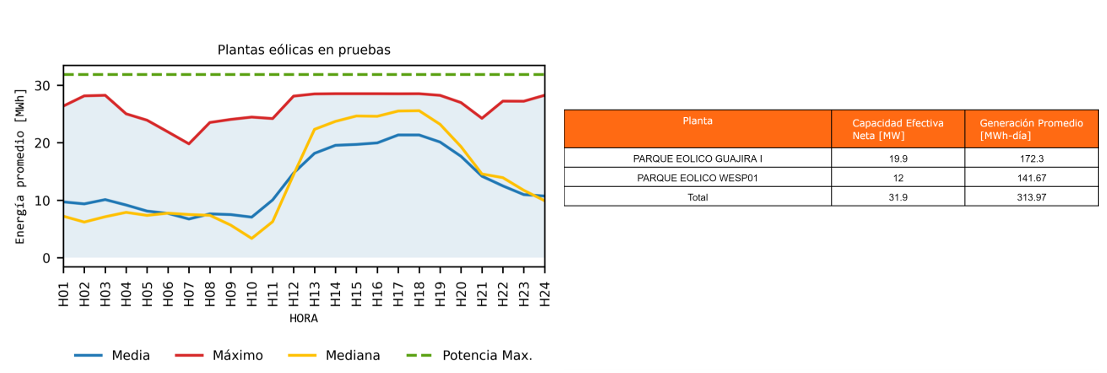 Plantas eólicas en pruebas
Energía promedio [MWh]
30
20
10
0
H01 H02 H03 H04 H05 H06 H07 H08 H09 H10 H11 H12 H13 H14 H15 H16 H17 H18 H19 H20 H21 H22 H23 H24
HORA
Media Máximo Mediana Potencia Max.
Planta Capacidad Efectiva Generación Promedio
Neta [MW] [MWh-día]
PARQUE EOLICO GUAJIRA I 19.9 172.3
PARQUE EOLICO WESP01 12 141.67
Total 31.9 313.97